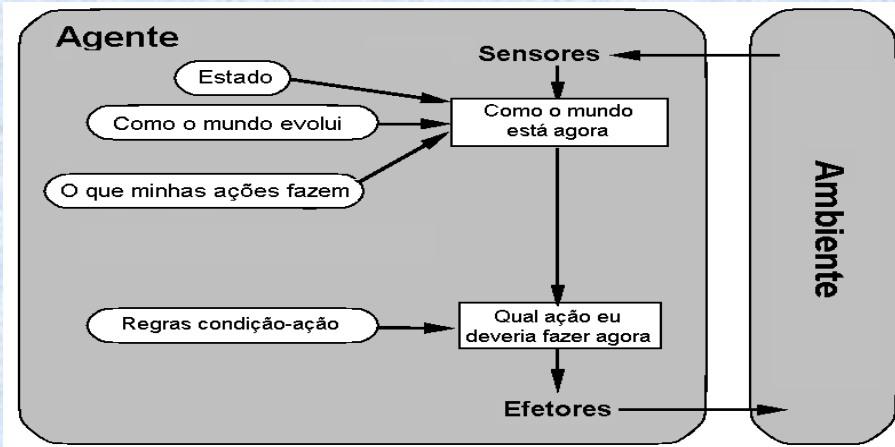 Agente
Sensores
Estado
Como o mundo evolui
Como o mundo
está agora
O que minhas ações fazem
Ambiente
Regras condição-ação
Qual ação eu
deveria fazer agora
Efetores